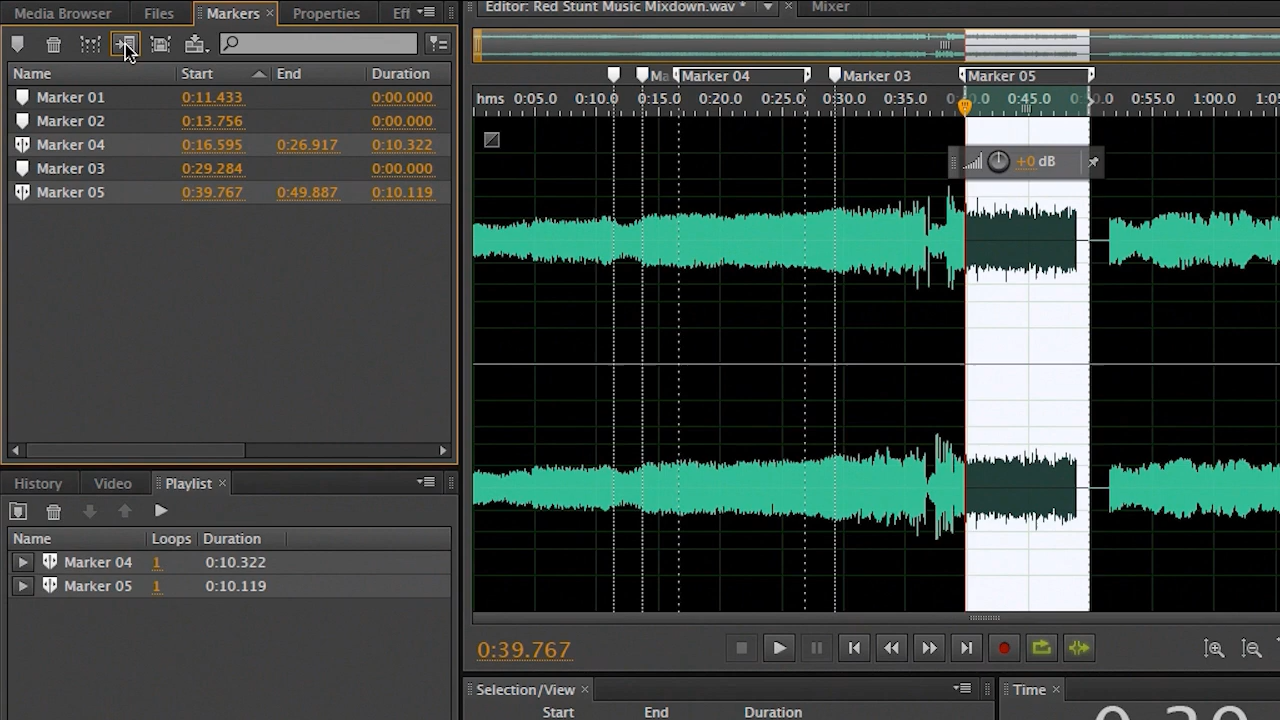 Media Browser Files Markers × Properties Eff
Editor: Red Stunt Music Mixdown.wav * × Mixer
Name Start End Duration
Marker 01 0:11.433 0:00.000
Marker 02 0:13.756 0:00.000
Marker 04 0:16.595 0:26.917 0:10.322
Marker 03 0:29.284 0:00.000
Marker 05 0:39.767 0:49.887 0:10.119
Ma Marker 04 Marker 03 Marker 05
hms 0:05.0 0:10.0 0:15.0 0:20.0 0:25.0 0:30.0 0:35.0 0:45.0 0:55.0 1:00.0 1:05
+0 dB
History Video Playlist ×
Name Loops Duration
Marker 04 1 0:10.322
Marker 05 1 0:10.119
0:39.767
Selection/View × Time ×
Start End Duration